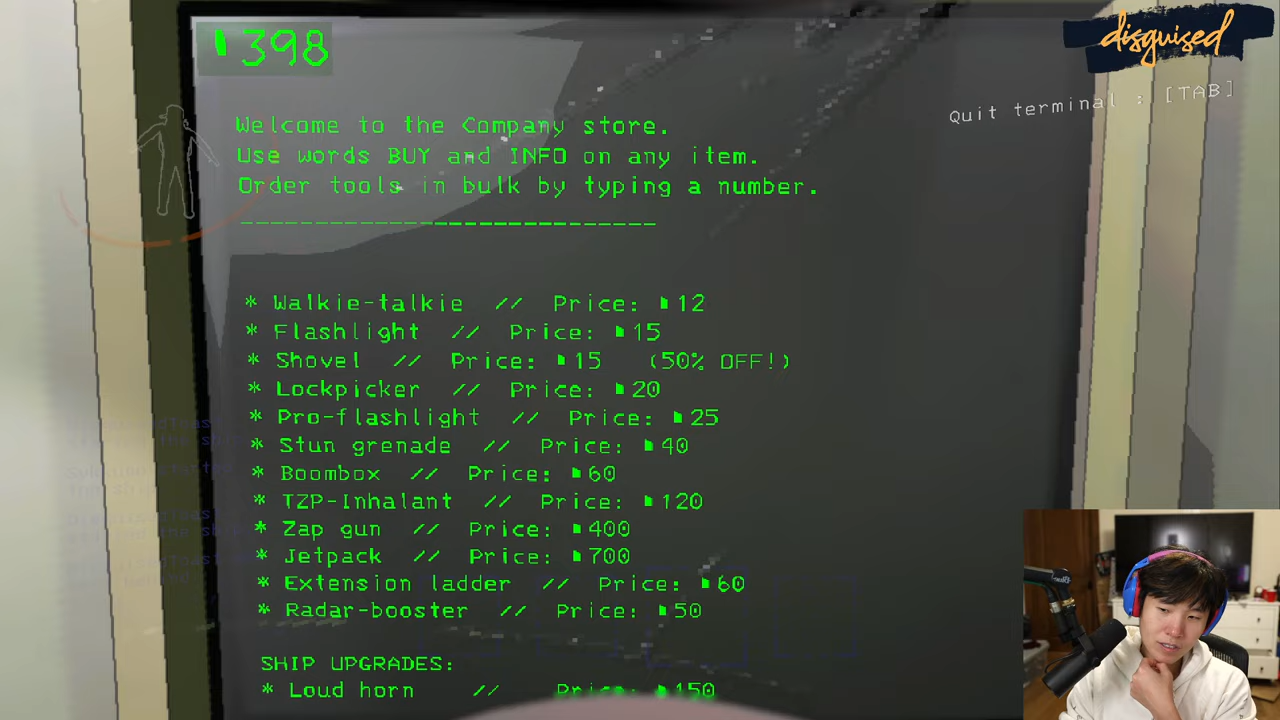 398
disguised
Quit terminal : [TAB]
Welcome to the Company store.
Use words BUY and INFO on any item.
Order tools in bulk by typing a number.
---------------------------
* Walkie-talkie // Price: ▮12
* Flashlight // Price: ▮15
* Shovel // Price: ▮15 (50% OFF!)
* Lockpicker // Price: ▮20
* Pro-flashlight // Price: ▮25
* Stun grenade // Price: ▮40
* Boombox // Price: ▮60
* TZP-Inhalant // Price: ▮120
* Zap gun // Price: ▮400
* Jetpack // Price: ▮700
* Extension ladder // Price: ▮60
* Radar-booster // Price: ▮50
SHIP UPGRADES:
* Loud horn // Price: ▮150